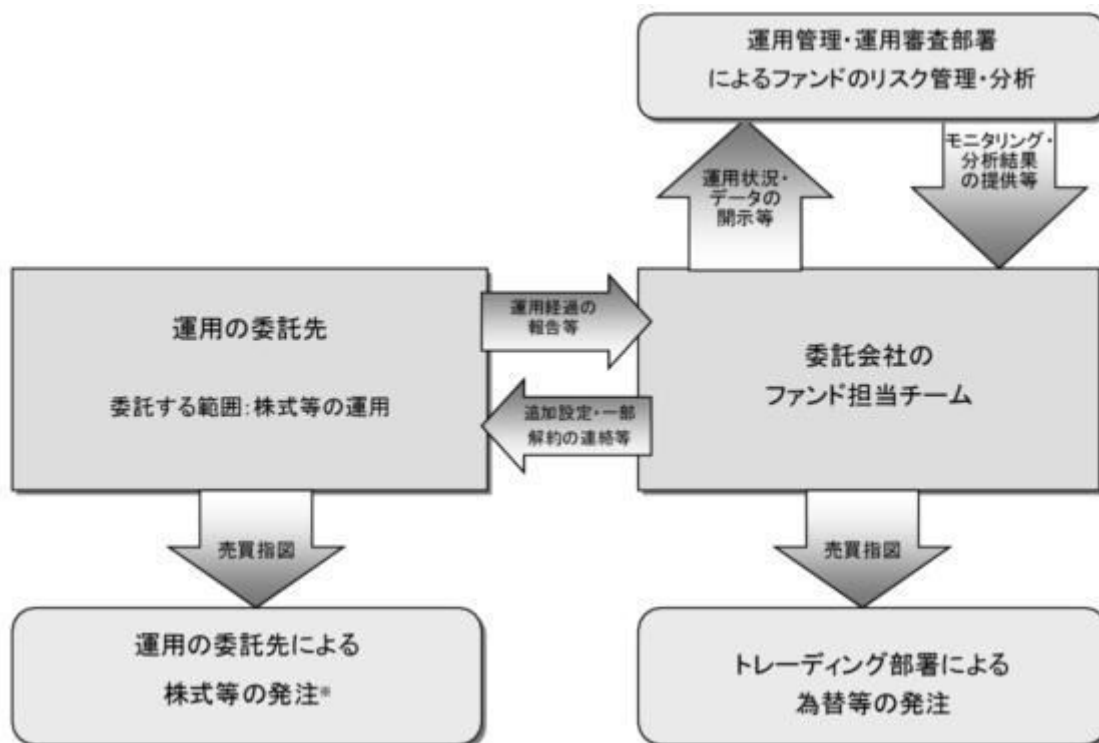 運用管理・運用審査部署
によるファンドのリスク管理・分析
運用状況・
データの
開示等
モニタリング・
分析結果
の提供等
運用の委託先
委託する範囲:株式等の運用
運用経過の
報告等
追加設定・一部
解約の連絡等
委託会社の
ファンド担当チーム
売買指図
売買指図
運用の委託先による
株式等の発注※
トレーディング部署による
為替等の発注